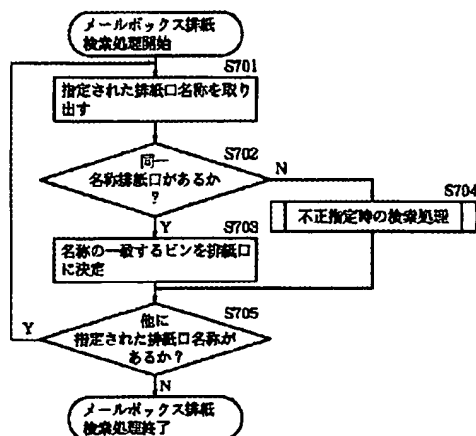 メールボックス排紙
検索処理開始
S701
指定された排紙口名称を取り
出す
S702
同一
名称排紙口があるか
?
N
S704
不正指定時の検索処理
Y
S703
名称の一致するビンを排紙口
に決定
S705
他に
指定された排紙口名称が
あるか?
Y
N
メールボックス排紙
検索処理終了